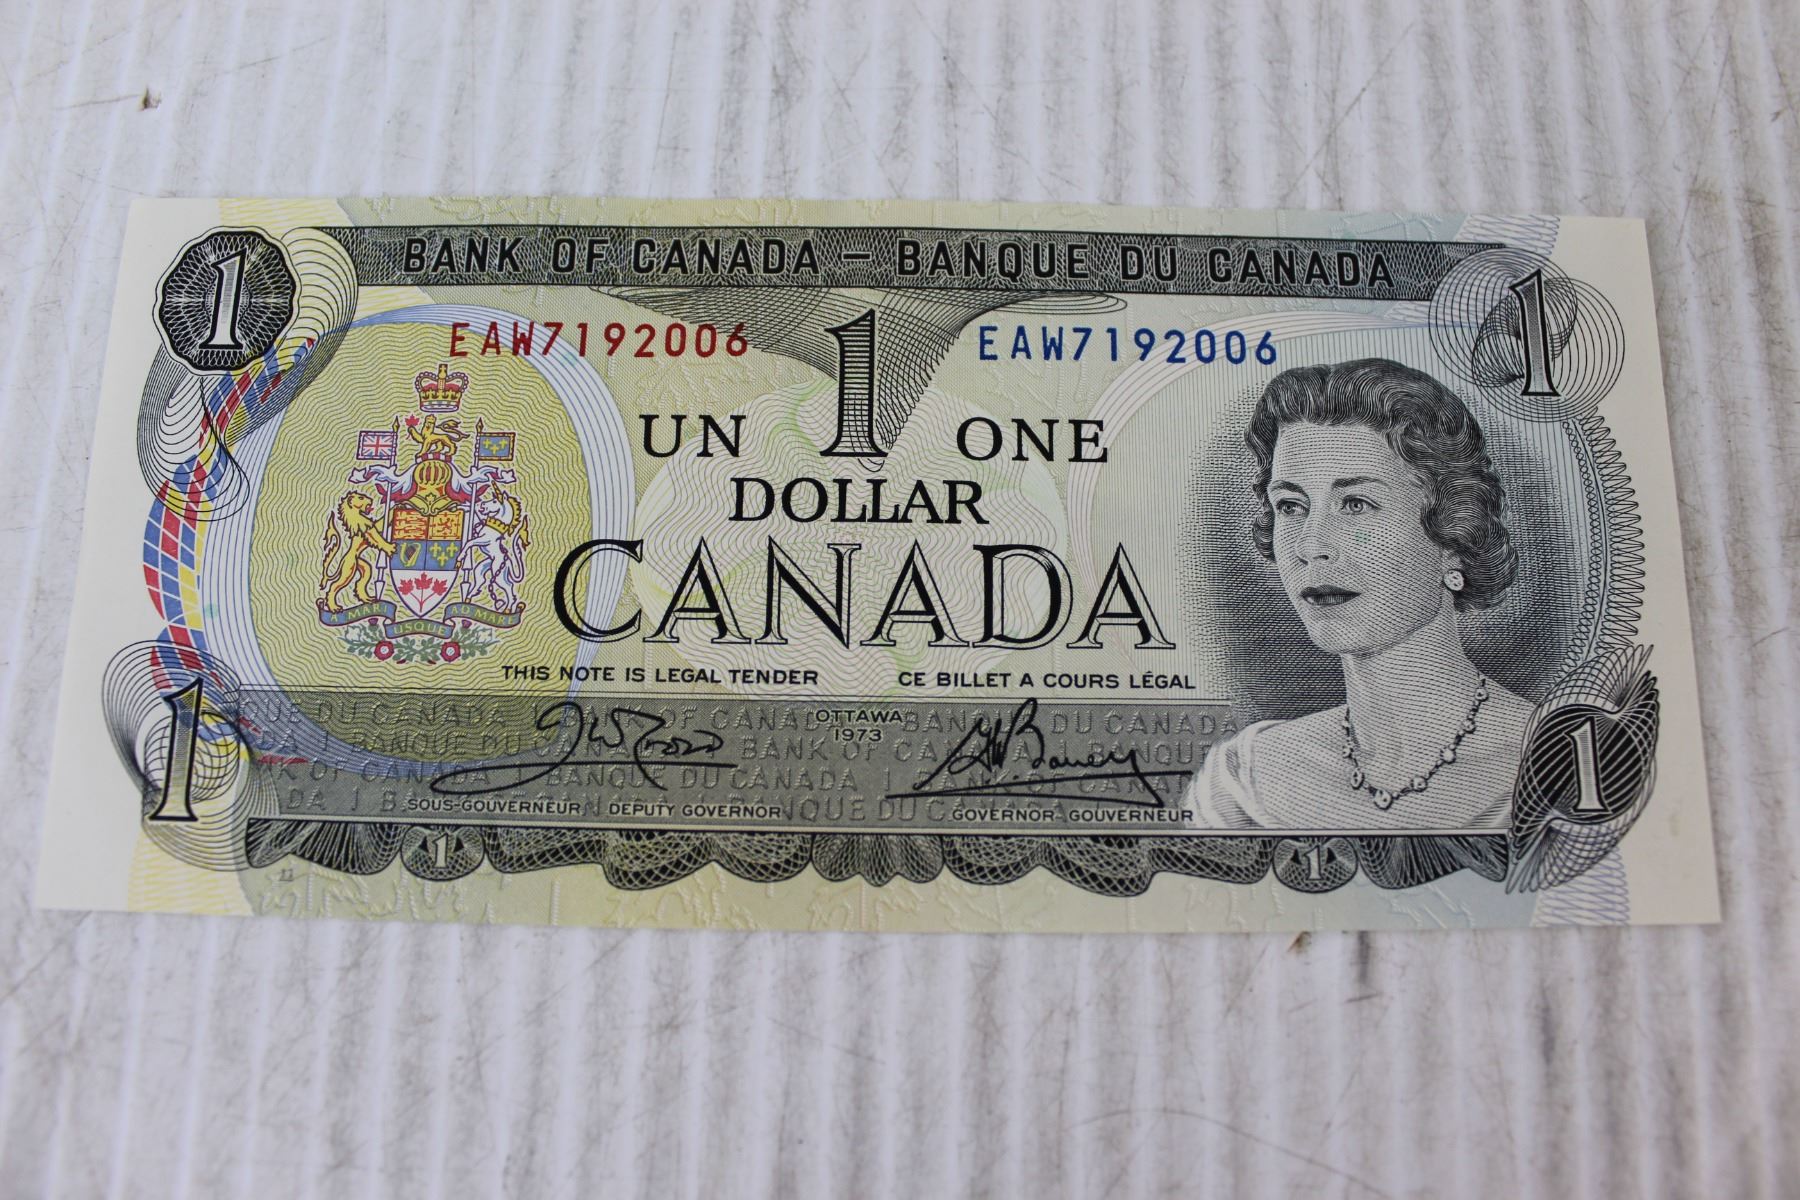 BANK OF CANADA – BANQUE DU CANADA
1 1 1
EAW7192006 EAW7192006
UN ONE
DOLLAR
CANADA
A MARI USQUE AD MARE
THIS NOTE IS LEGAL TENDER CE BILLET A COURS LÉGAL
OTTAWA
1973
SOUS-GOUVERNEUR DEPUTY GOVERNOR GOVERNOR-GOUVERNEUR
1 1
1 1